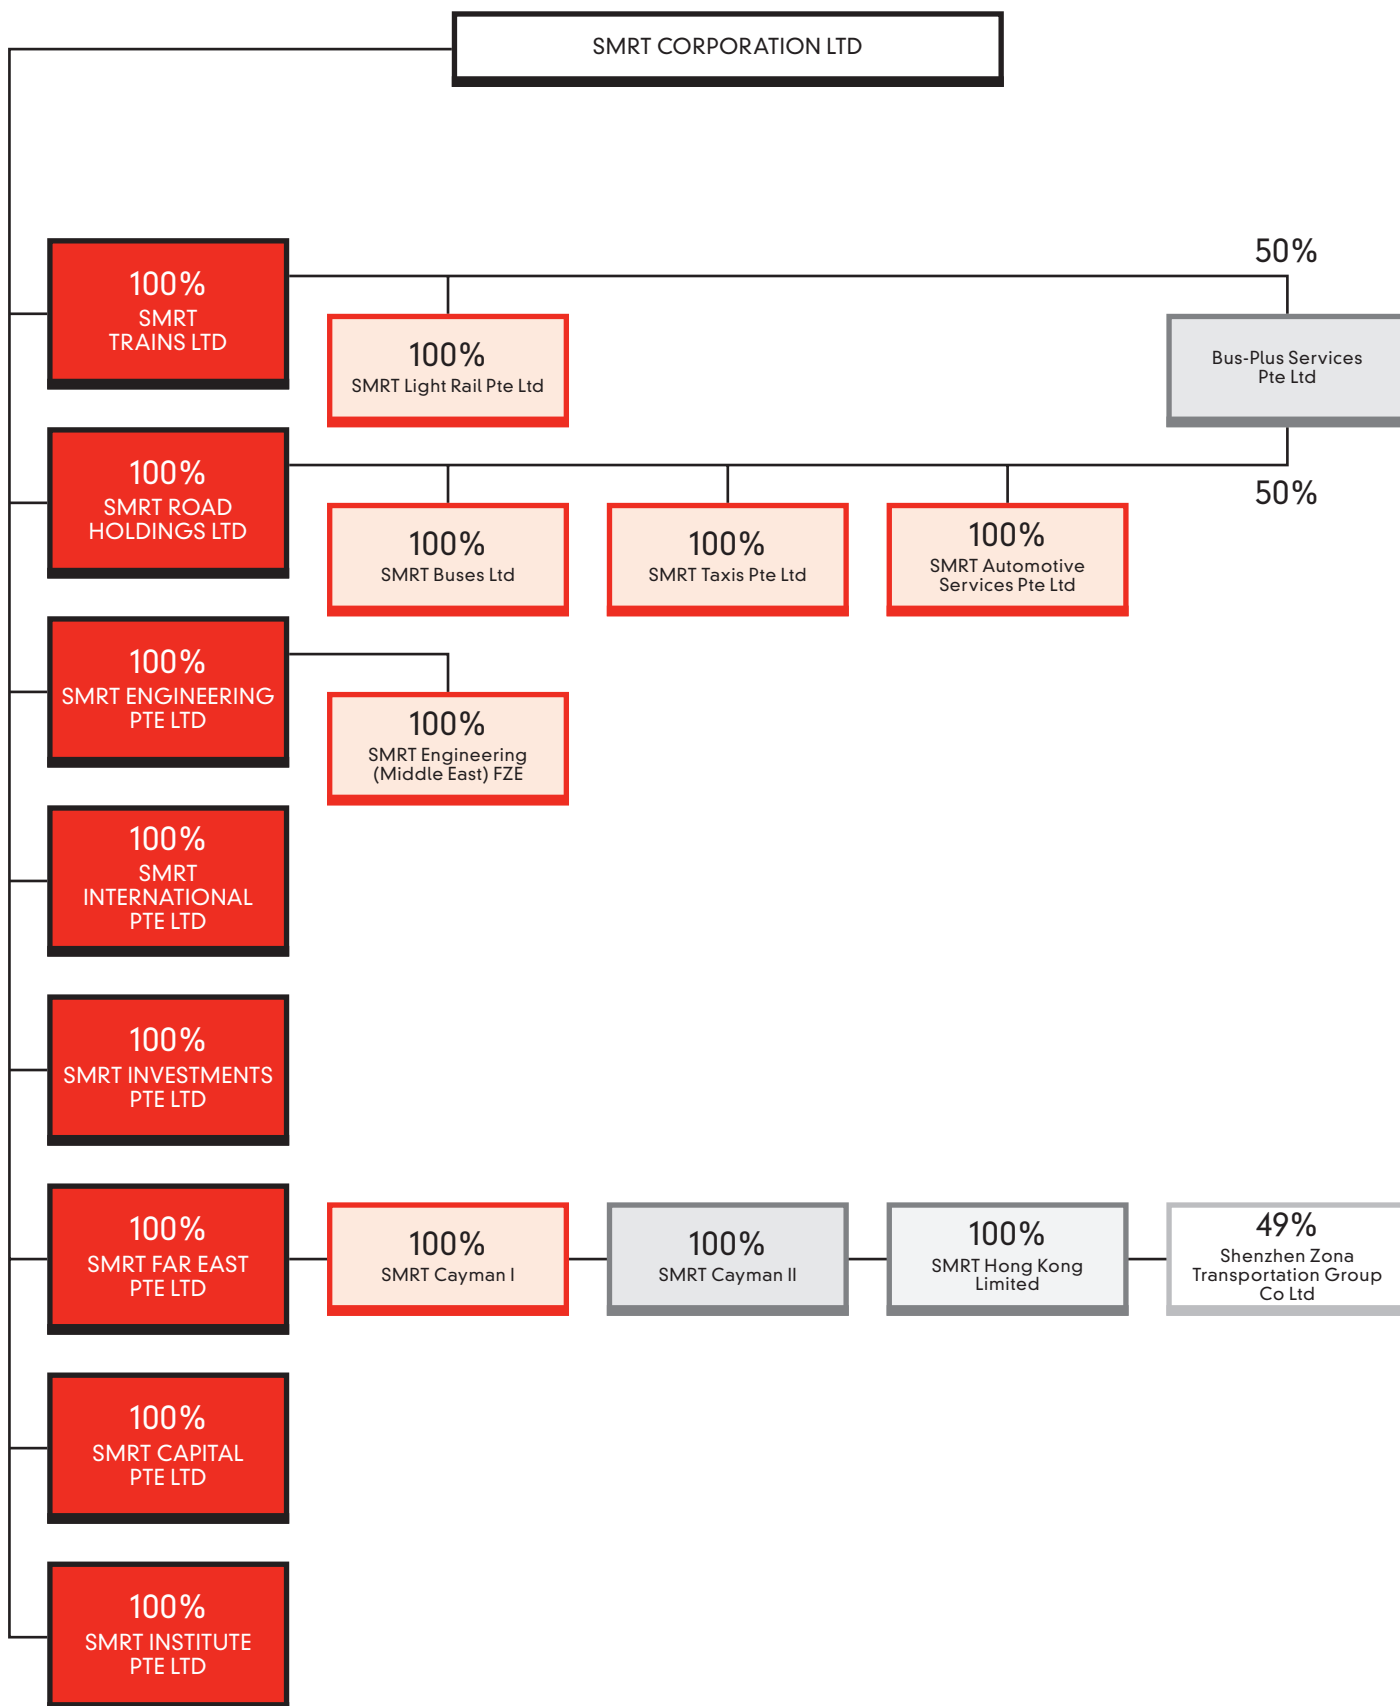 SMRT CORPORATION LTD
50%
100%
SMRT
TRAINS LTD
100%
SMRT Light Rail Pte Ltd
Bus-Plus Services
Pte Ltd
100%
SMRT ROAD
HOLDINGS LTD
50%
100%
SMRT Buses Ltd
100%
SMRT Taxis Pte Ltd
100%
SMRT Automotive
Services Pte Ltd
100%
SMRT ENGINEERING
PTE LTD
100%
SMRT Engineering
(Middle East) FZE
100%
SMRT
INTERNATIONAL
PTE LTD
100%
SMRT INVESTMENTS
PTE LTD
100%
SMRT FAR EAST
PTE LTD
100%
SMRT Cayman I
100%
SMRT Cayman II
100%
SMRT Hong Kong
Limited
49%
Shenzhen Zona
Transportation Group
Co Ltd
100%
SMRT CAPITAL
PTE LTD
100%
SMRT INSTITUTE
PTE LTD